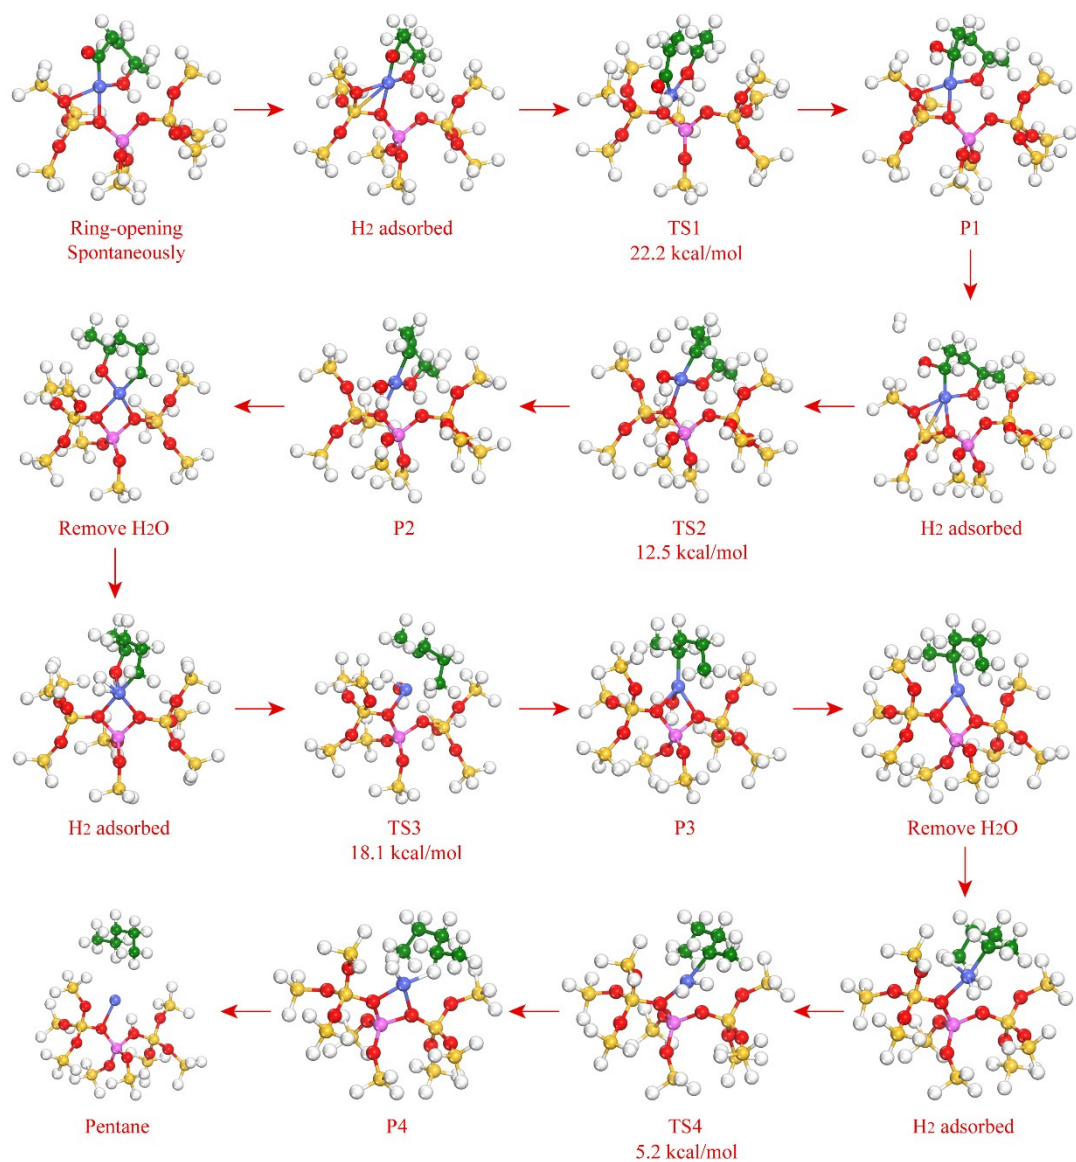 Ring-opening
Spontaneously
H2 adsorbed
TS1
22.2 kcal/mol
P1
Remove H2O
P2
TS2
12.5 kcal/mol
H2 adsorbed
H2 adsorbed
TS3
18.1 kcal/mol
P3
Remove H2O
Pentane
P4
TS4
5.2 kcal/mol
H2 adsorbed